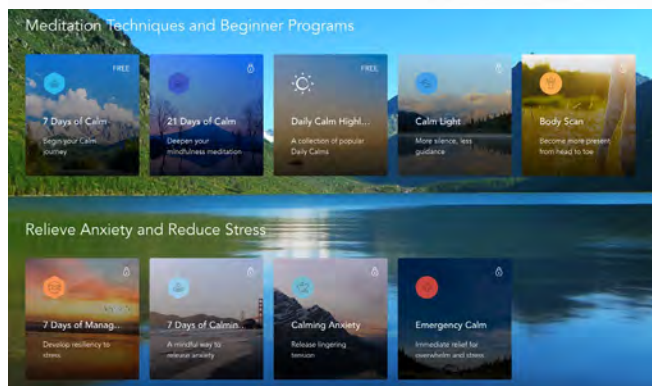 Meditation Techniques and Beginner Programs
FREE
7 Days of Calm
Begin your Calm
journey
21 Days of Calm
Deepen your
mindfulness meditation
FREE
Daily Calm Highl...
A collection of popular
Daily Calms
Calm Light
More silence, less
guidance
Body Scan
Become more present
from head to toe
Relieve Anxiety and Reduce Stress
7 Days of Manag...
Develop resiliency to
stress
7 Days of Calmin...
A mindful way to
release anxiety
Calming Anxiety
Release lingering
tension
Emergency Calm
Immediate relief for
overwhelm and stress